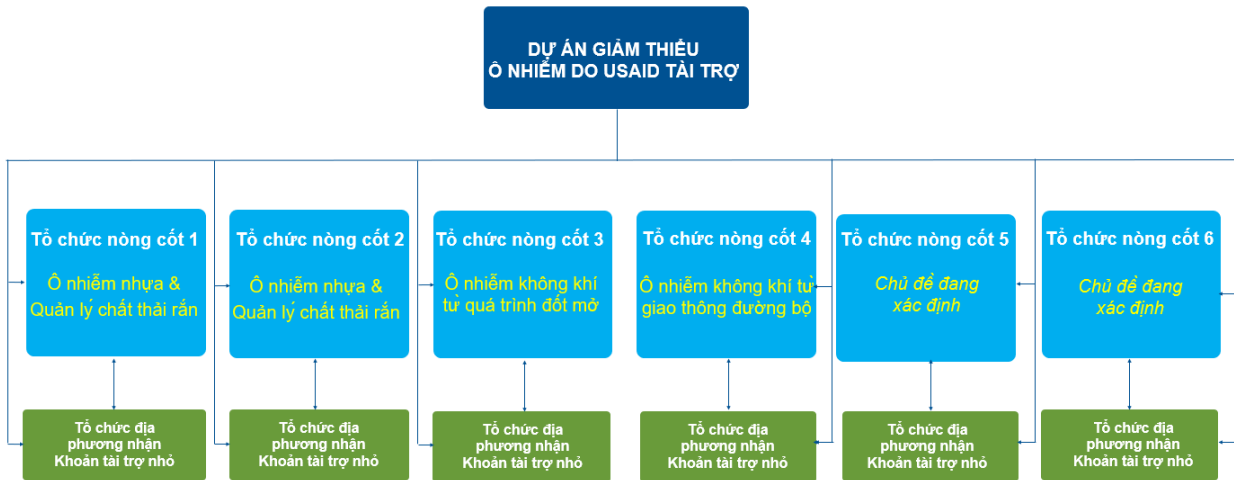 DỰ ÁN GIẢM THIỂU
Ô NHIỄM DO USAID TÀI TRỢ
Tổ chức nòng cốt 1
Ô nhiễm nhựa &
Quản lý chất thải rắn
Tổ chức nòng cốt 2
Ô nhiễm nhựa &
Quản lý chất thải rắn
Tổ chức nòng cốt 3
Ô nhiễm không khí
từ quá trình đốt mở
Tổ chức nòng cốt 4
Ô nhiễm không khí từ
giao thông đường bộ
Tổ chức nòng cốt 5
Chủ đề đang
xác định
Tổ chức nòng cốt 6
Chủ đề đang
xác định
Tổ chức địa
phương nhận
Khoản tài trợ nhỏ
Tổ chức địa
phương nhận
Khoản tài trợ nhỏ
Tổ chức địa
phương nhận
Khoản tài trợ nhỏ
Tổ chức địa
phương nhận
Khoản tài trợ nhỏ
Tổ chức địa
phương nhận
Khoản tài trợ nhỏ
Tổ chức địa
phương nhận
Khoản tài trợ nhỏ